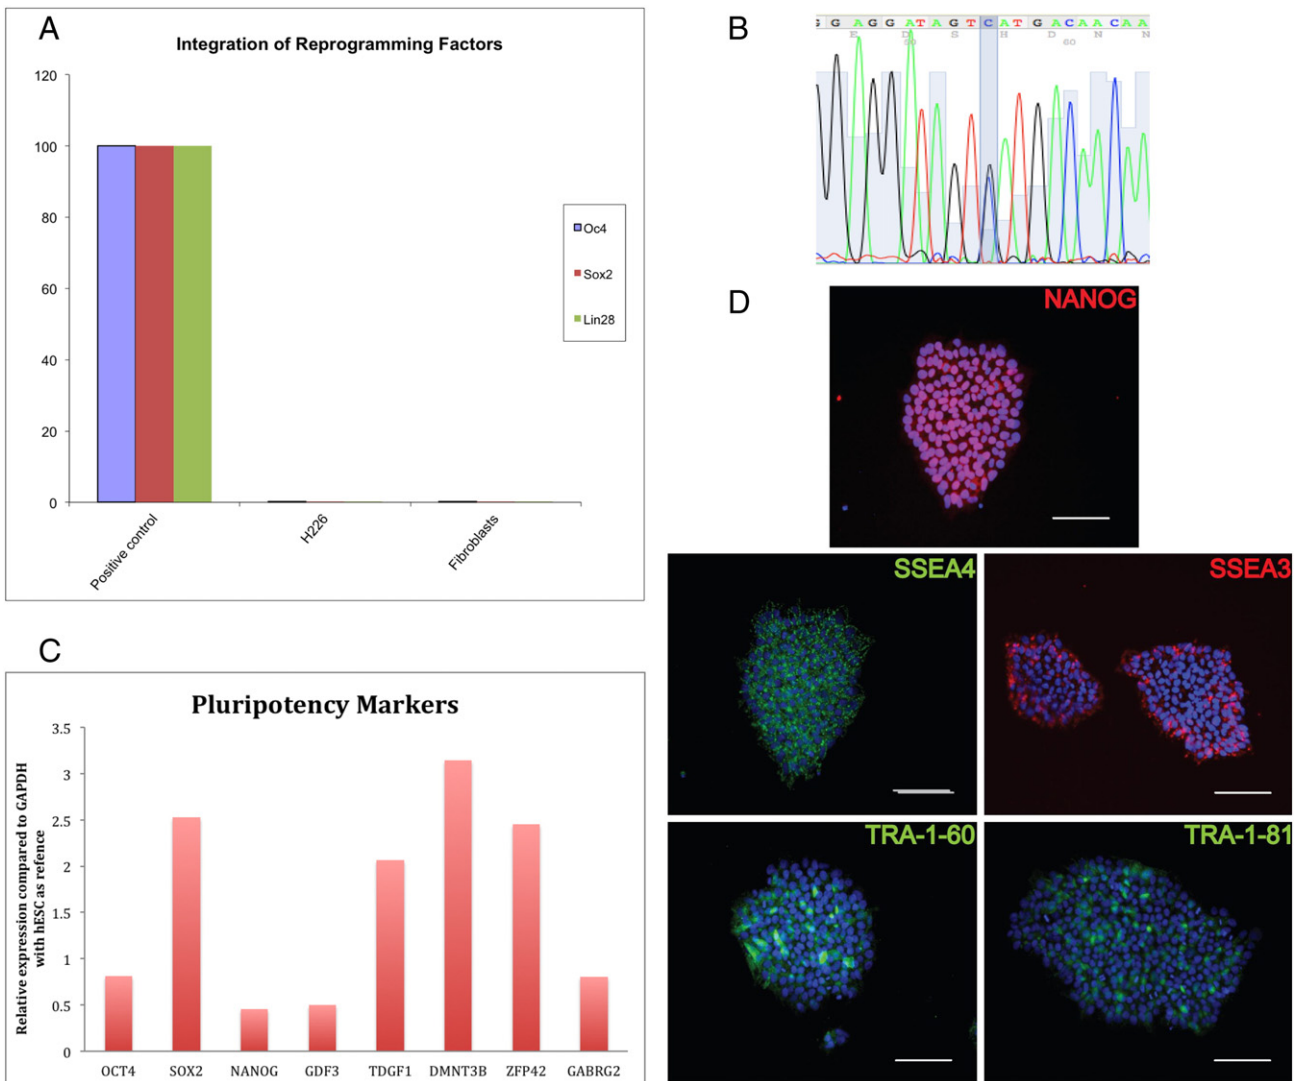 A
Integration of Reprogramming Factors
120
100
80
60
40
20
0
Positive control
H226
Fibroblasts
Oc4
Sox2
Lin28
B
G G A G G A T A G T C A T G A C A A C A A
E D S H D N N
50 60
C
Pluripotency Markers
Relative expression compared to GAPDH
with hESC as refence
3.5
3
2.5
2
1.5
1
0.5
0
OCT4 SOX2 NANOG GDF3 TDGF1 DMNT3B ZFP42 GABRG2
D
NANOG
SSEA4
SSEA3
TRA-1-60
TRA-1-81